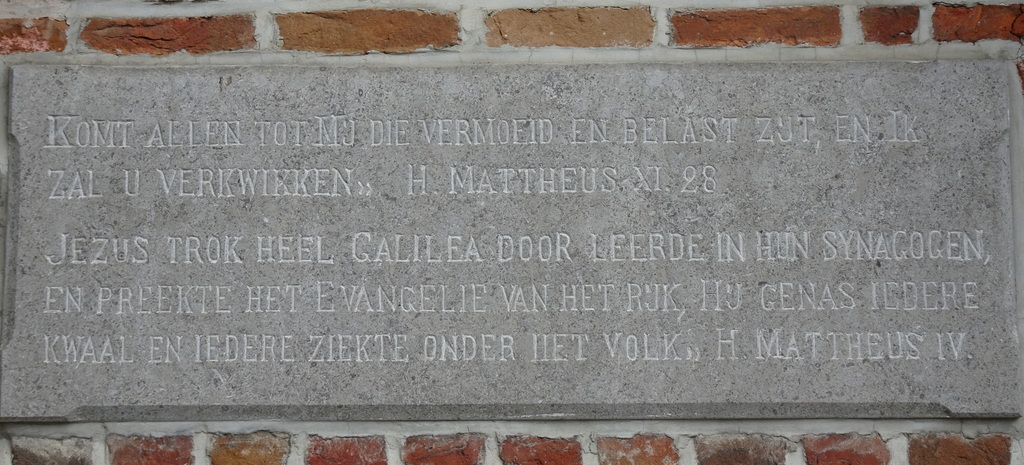 KOMT ALLEN TOT MIJ DIE VERMOEID EN BELAST ZIJT, EN IK
ZAL U VERKWIKKEN„ H. MATTHEUS. XI. 28
JEZUS TROK HEEL GALILEA DOOR LEERDE IN HUN SYNAGOGEN,
EN PREEKTE HET EVANGELIE VAN HET RIJK, HIJ GENAS IEDERE
KWAAL EN IEDERE ZIEKTE ONDER HET VOLK„ H. MATTHEUS IV.